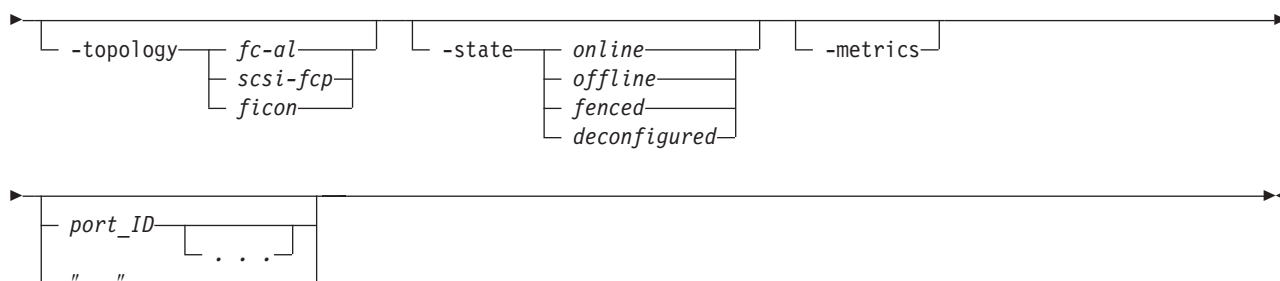 -topology fc-al -state online -metrics
scsi-fcp offline
ficon fenced
deconfigured
port_ID
. . .
" "